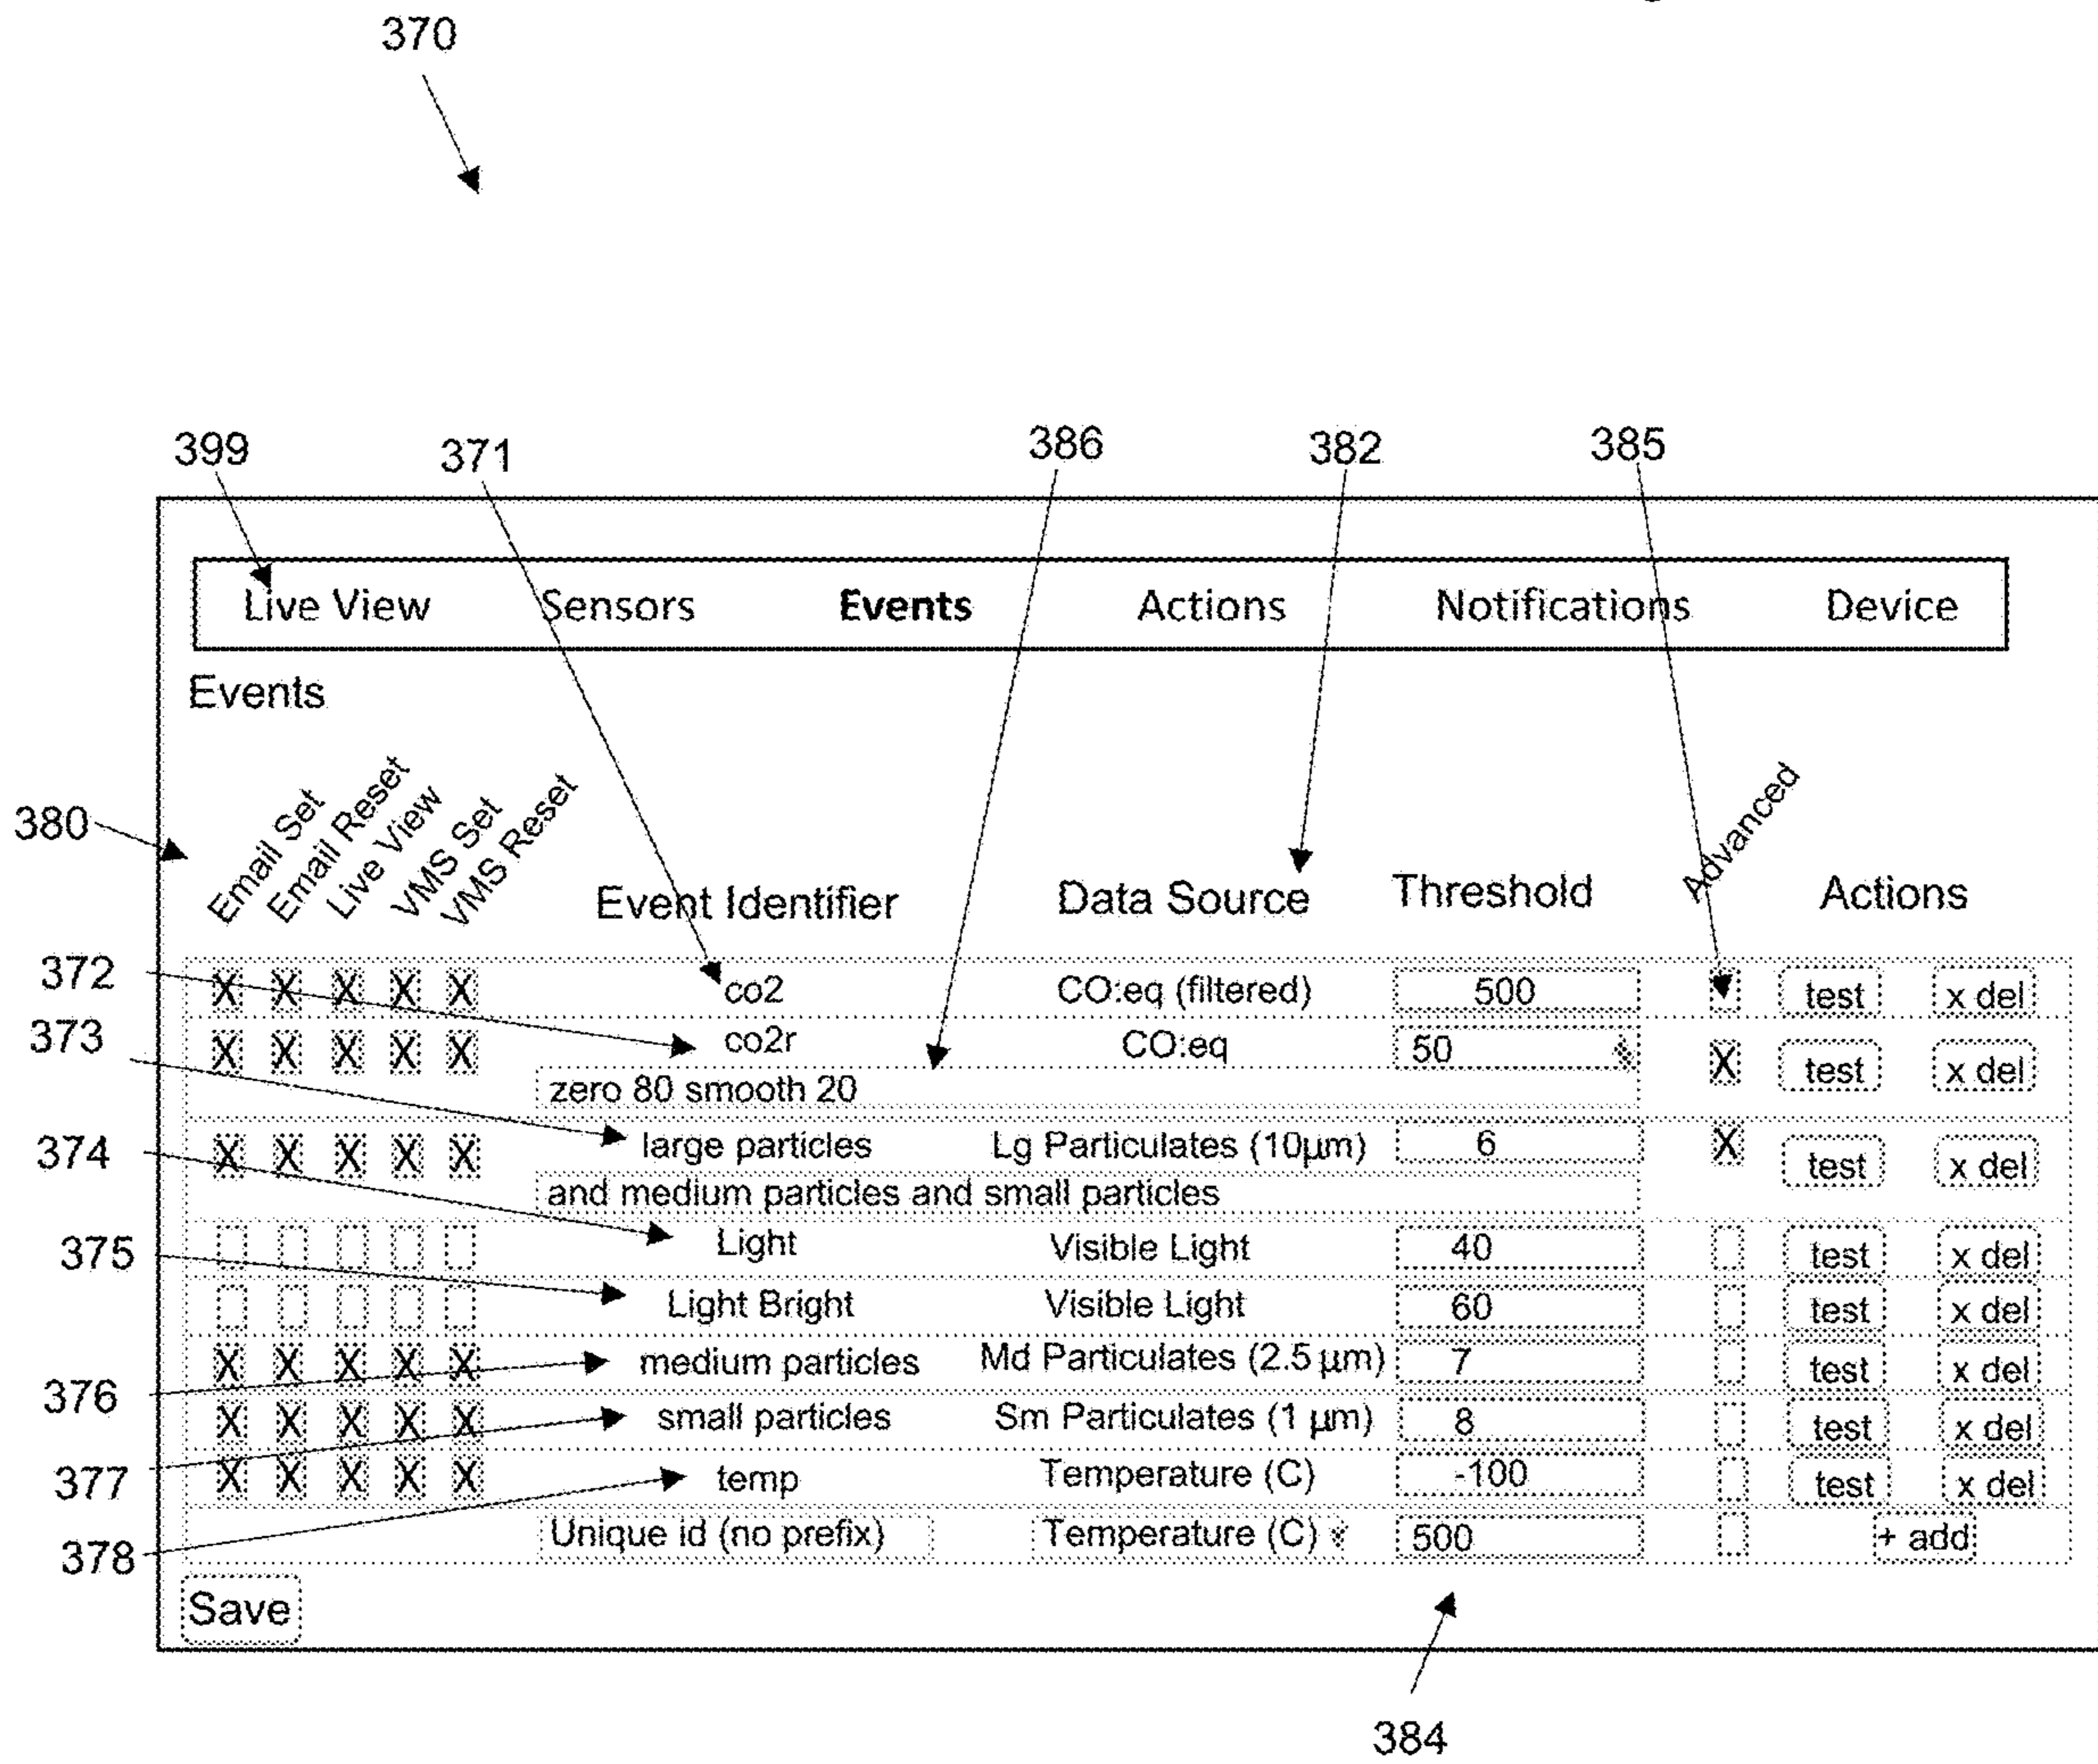 370
399 371 386 382 385
Live View Sensors Events Actions Notifications Device
Events
380
Email Set
Email Reset
Live View
VMS Set
VMS Reset
Event Identifier Data Source Threshold Advanced Actions
372 X X X X X co2 CO:eq (filtered) 500 test x del
373 X X X X X co2r CO:eq 50 X test x del
zero 80 smooth 20
374 X X X X X large particles Lg Particulates (10µm) 6 X test x del
and medium particles and small particles
375 Light Visible Light 40 test x del
Light Bright Visible Light 60 test x del
X X X X X medium particles Md Particulates (2.5 µm) 7 test x del
376 X X X X X small particles Sm Particulates (1 µm) 8 test x del
377 X X X X X temp Temperature (C) -100 test x del
378 Unique id (no prefix) Temperature (C) 500 + add
Save
384